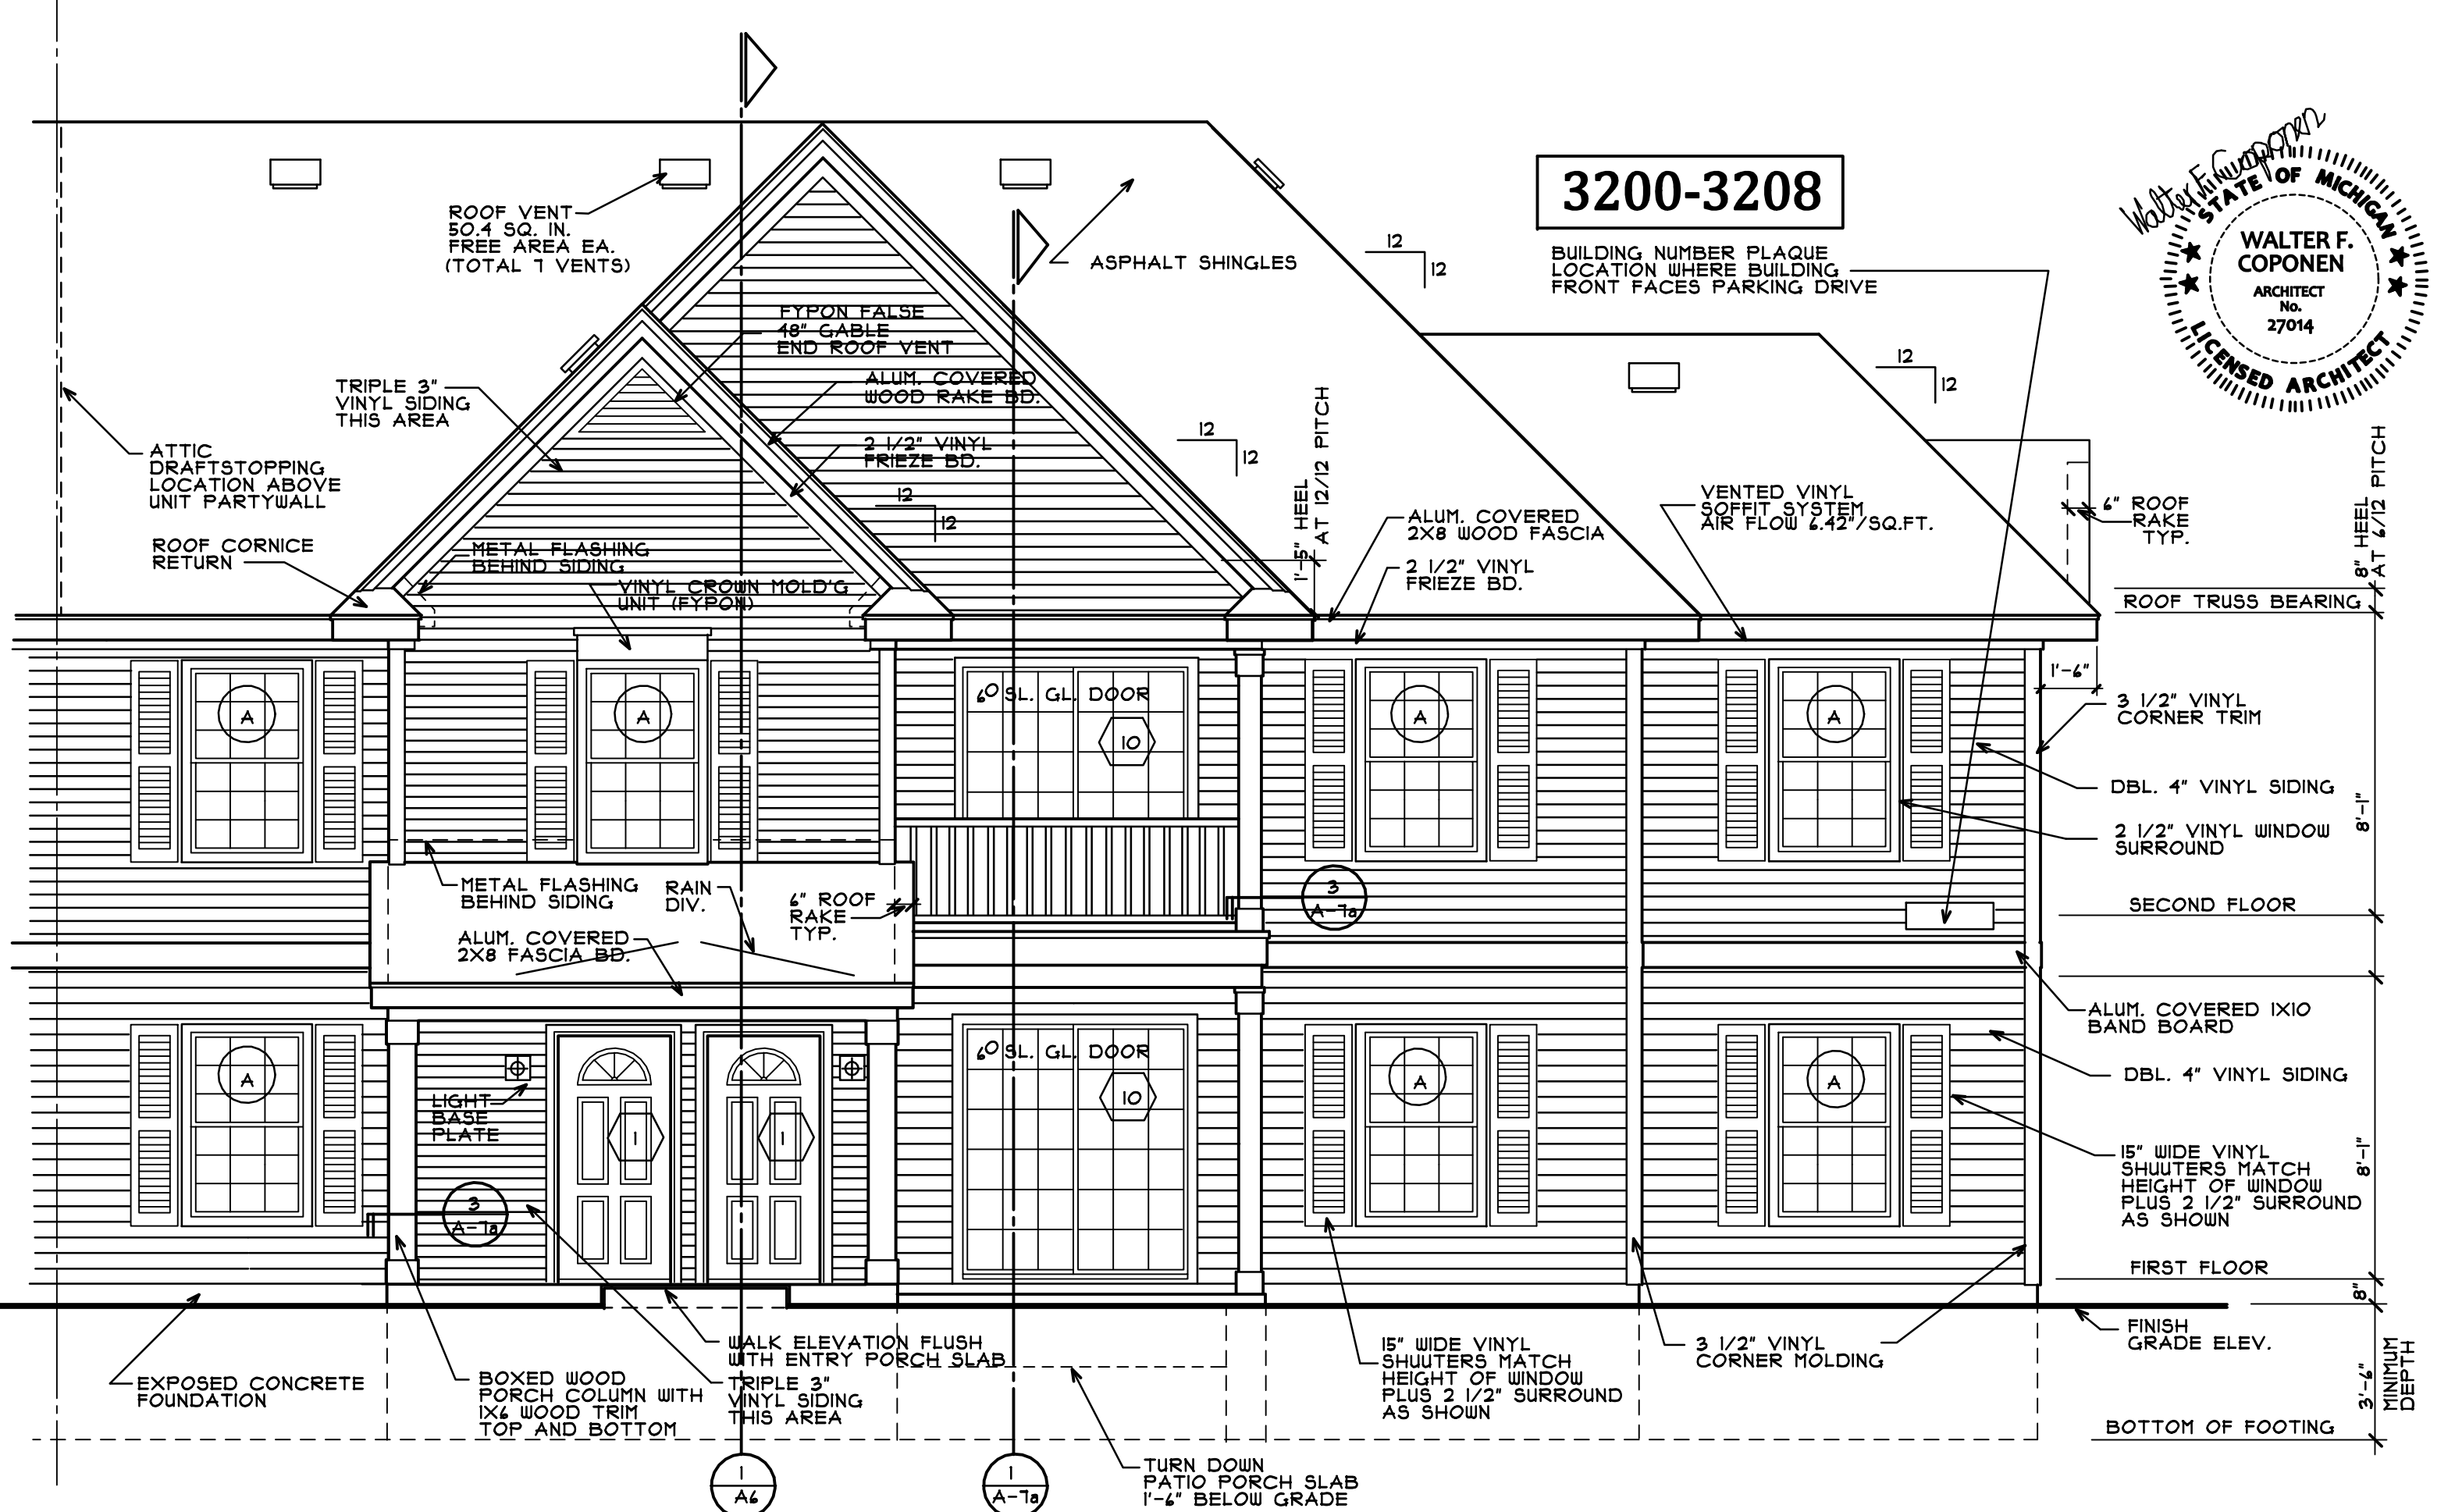 ROOF VENT
50.4 SQ. IN.
FREE AREA EA.
(TOTAL 7 VENTS)
ASPHALT SHINGLES
3200-3208
BUILDING NUMBER PLAQUE
LOCATION WHERE BUILDING
FRONT FACES PARKING DRIVE
Walter F. Coponen
STATE OF MICHIGAN
WALTER F.
COPONEN
ARCHITECT
No.
27014
LICENSED ARCHITECT
12
12
12
12
12
12
12
12
FYPON FALSE
48" GABLE
END ROOF VENT
ALUM. COVERED
WOOD RAKE BD.
2 1/2" VINYL
FRIEZE BD.
TRIPLE 3"
VINYL SIDING
THIS AREA
ATTIC
DRAFTSTOPPING
LOCATION ABOVE
UNIT PARTYWALL
ROOF CORNICE
RETURN
METAL FLASHING
BEHIND SIDING
VINYL CROWN MOLD'G
UNIT (FYPON)
1'-5" HEEL
AT 12/12 PITCH
ALUM. COVERED
2X8 WOOD FASCIA
2 1/2" VINYL
FRIEZE BD.
VENTED VINYL
SOFFIT SYSTEM
AIR FLOW 6.42"/SQ.FT.
6" ROOF
RAKE
TYP.
8" HEEL
AT 6/12 PITCH
ROOF TRUSS BEARING
1'-6"
3 1/2" VINYL
CORNER TRIM
DBL. 4" VINYL SIDING
2 1/2" VINYL WINDOW
SURROUND
8'-1"
A
A
60 SL. GL. DOOR
10
A
A
METAL FLASHING
BEHIND SIDING
RAIN
DIV.
6" ROOF
RAKE
TYP.
ALUM. COVERED
2X8 FASCIA BD.
3
A-7a
SECOND FLOOR
ALUM. COVERED 1X10
BAND BOARD
DBL. 4" VINYL SIDING
A
LIGHT
BASE
PLATE
1
1
60 SL. GL. DOOR
10
A
A
3
A-7a
15" WIDE VINYL
SHUUTERS MATCH
HEIGHT OF WINDOW
PLUS 2 1/2" SURROUND
AS SHOWN
8'-1"
FIRST FLOOR
8"
FINISH
GRADE ELEV.
3'-6"
MINIMUM
DEPTH
BOTTOM OF FOOTING
EXPOSED CONCRETE
FOUNDATION
BOXED WOOD
PORCH COLUMN WITH
1X6 WOOD TRIM
TOP AND BOTTOM
WALK ELEVATION FLUSH
WITH ENTRY PORCH SLAB
TRIPLE 3"
VINYL SIDING
THIS AREA
15" WIDE VINYL
SHUUTERS MATCH
HEIGHT OF WINDOW
PLUS 2 1/2" SURROUND
AS SHOWN
3 1/2" VINYL
CORNER MOLDING
TURN DOWN
PATIO PORCH SLAB
1'-6" BELOW GRADE
1
A6
1
A-7a